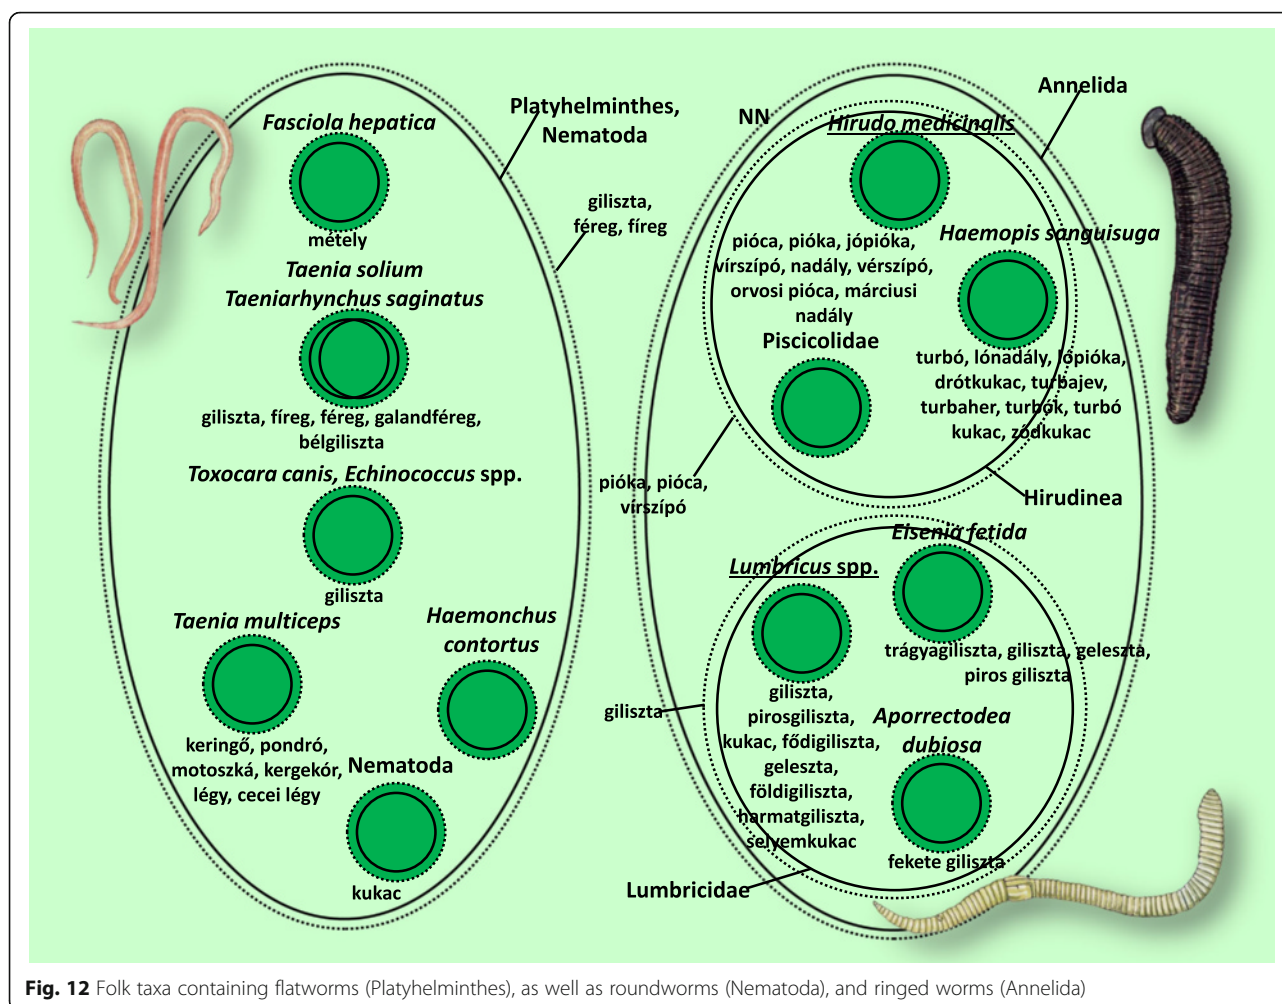 Fasciola hepatica
métely
Taenia solium
Taeniarhynchus saginatus
giliszta, fíreg, féreg, galandféreg,
bélgiliszta
Toxocara canis, Echinococcus spp.
giliszta
Taenia multiceps
keringő, pondró,
motoszká, kergekór,
légy, cecei légy
Haemonchus
contortus
Nematoda
kukac
Platyhelminthes,
Nematoda
giliszta,
féreg, fíreg
NN
Annelida
Hirudo medicinalis
pióca, pióka, jópióka,
vírszípó, nadály, vérszípó,
orvosi pióca, márciusi
nadály
Haemopis sanguisuga
turbó, lónadály, lópióka,
drótkukac, turbajev,
turbaher, turbók, turbó
kukac, zódkukac
Piscicolidae
pióka, pióca,
vírszípó
Hirudinea
Eisenia fetida
trágyagiliszta, giliszta, geleszta,
piros giliszta
Lumbricus spp.
giliszta,
pirosgiliszta,
kukac, fődigiliszta,
geleszta,
földigiliszta,
harmatgiliszta,
selyemkukac
Aporrectodea
dubiosa
fekete giliszta
giliszta
Lumbricidae
Fig. 12 Folk taxa containing flatworms (Platyhelminthes), as well as roundworms (Nematoda), and ringed worms (Annelida)